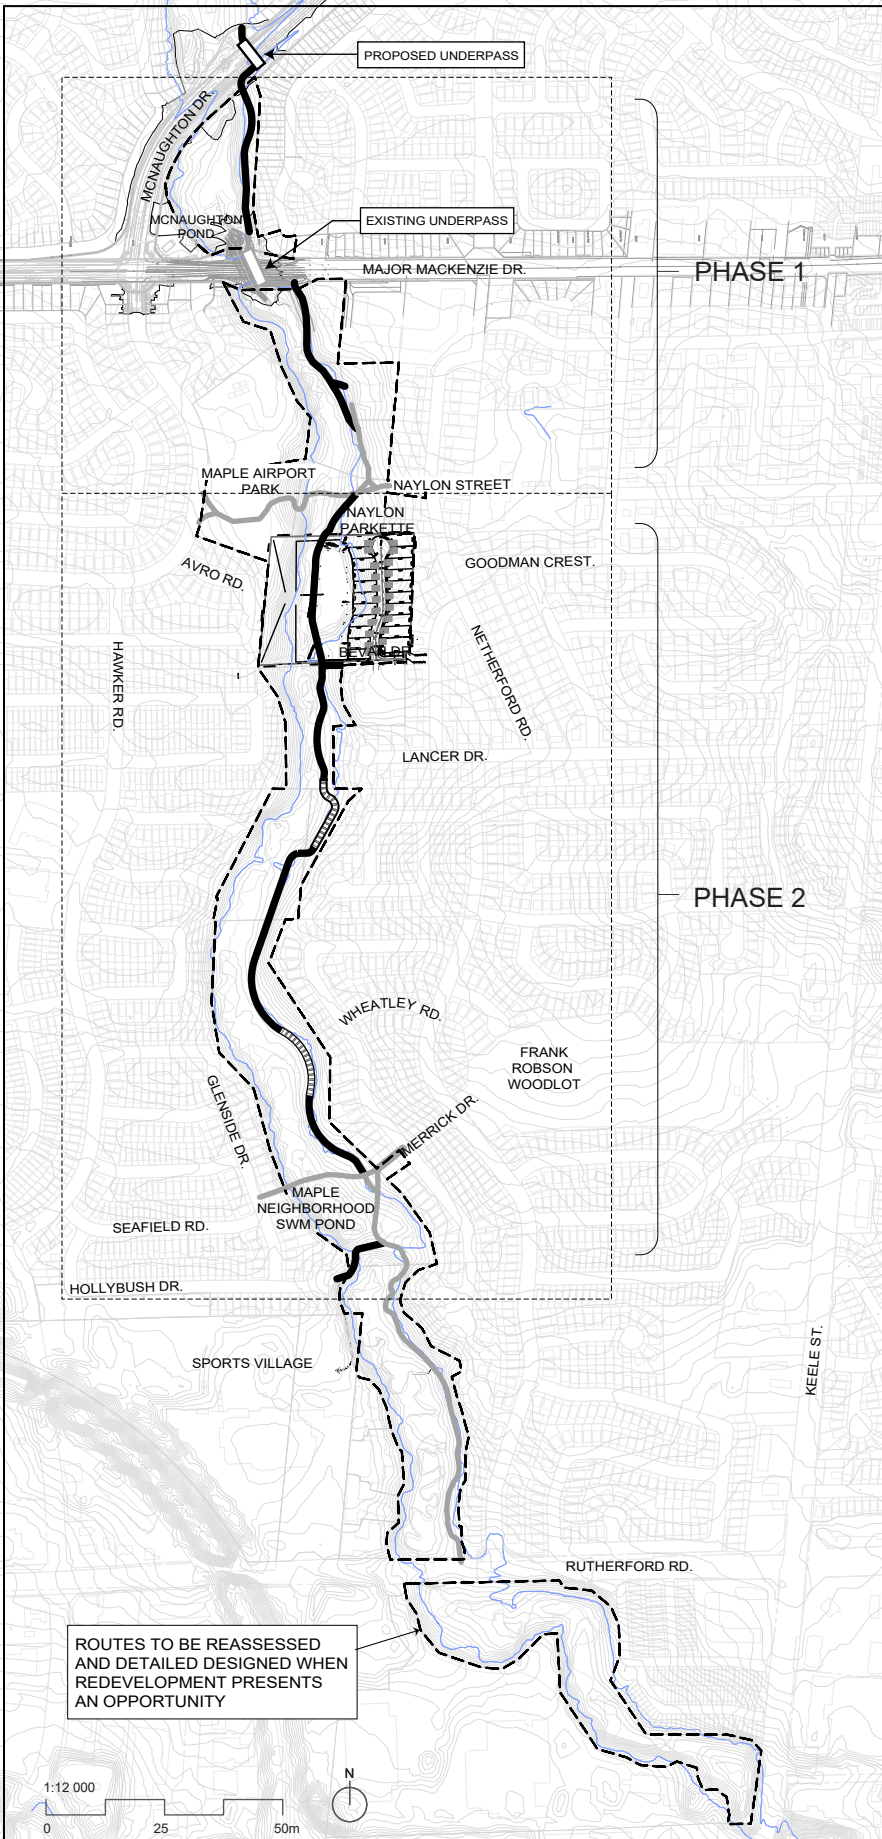 PROPOSED UNDERPASS
MCNAUGHTON DR.
MCNAUGHTON
POND
EXISTING UNDERPASS
MAJOR MACKENZIE DR.
PHASE 1
MAPLE AIRPORT
PARK
NAYLON STREET
NAYLON
PARKETTE
GOODMAN CREST.
AVRO RD.
HAWKER RD.
BEVAN DR.
NETHERFORD RD.
LANCER DR.
PHASE 2
WHEATLEY RD.
FRANK
ROBSON
WOODLOT
GLENSIDE DR.
MERRICK DR.
MAPLE
NEIGHBORHOOD
SWM POND
SEAFIELD RD.
HOLLYBUSH DR.
KEELE ST.
SPORTS VILLAGE
RUTHERFORD RD.
ROUTES TO BE REASSESSED
AND DETAILED DESIGNED WHEN
REDEVELOPMENT PRESENTS
AN OPPORTUNITY
1:12 000
0 25 50m
N